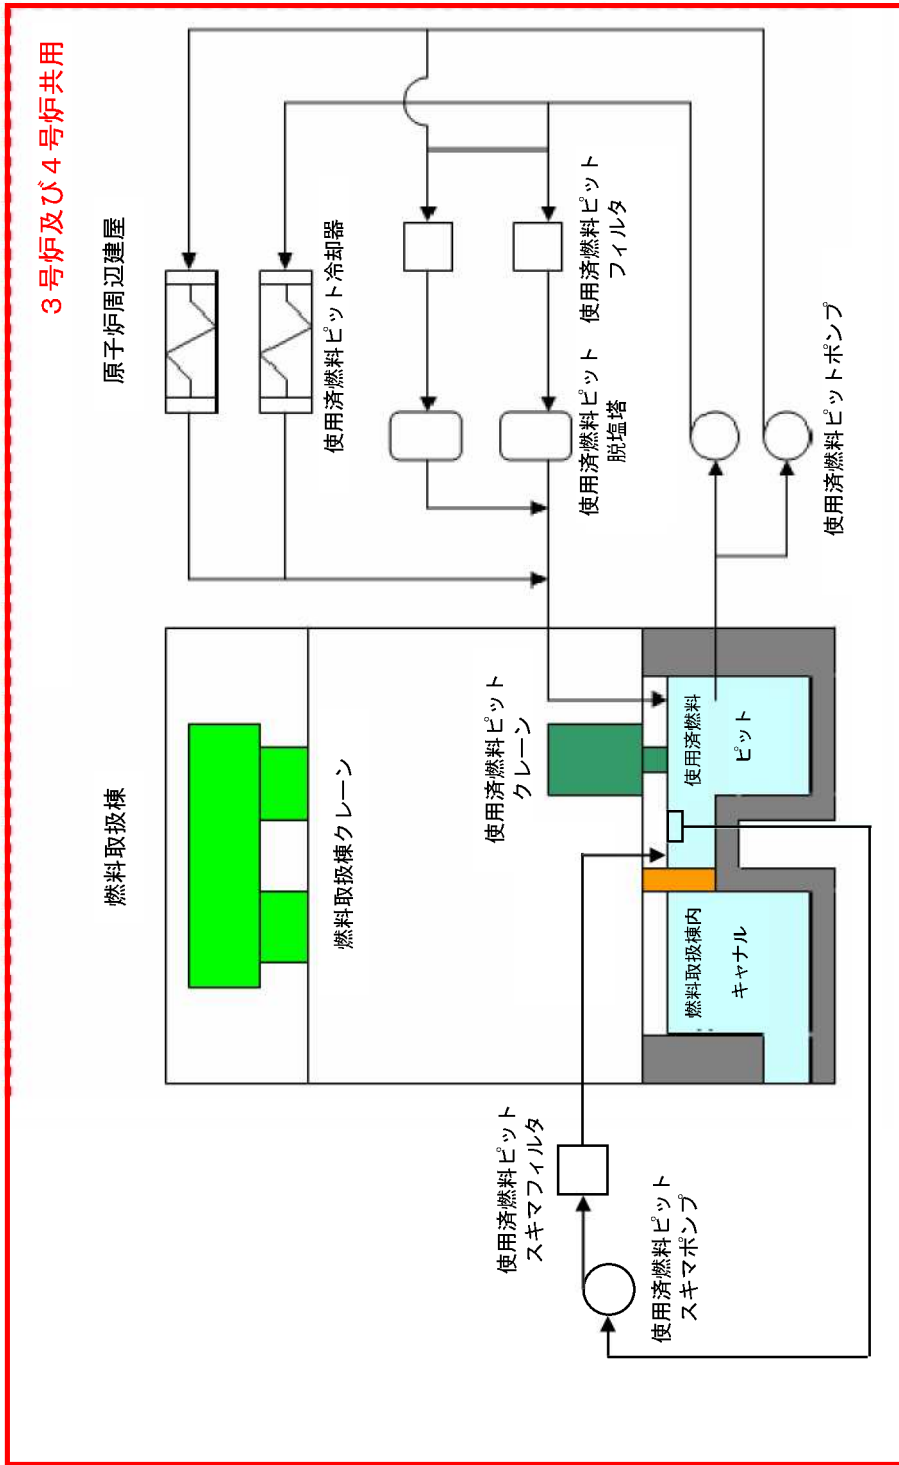 ３号炉及び４号炉共用
燃料取扱棟
原子炉周辺建屋
燃料取扱棟クレーン
使用済燃料ピット冷却器
使用済燃料ピット
クレーン
使用済燃料ピット
スキマフィルタ
使用済燃料ピット
脱塩塔
使用済燃料ピット
フィルタ
使用済燃料ピット
スキマポンプ
燃料取扱棟内
キャナル
使用済燃料
ピット
使用済燃料ピットポンプ